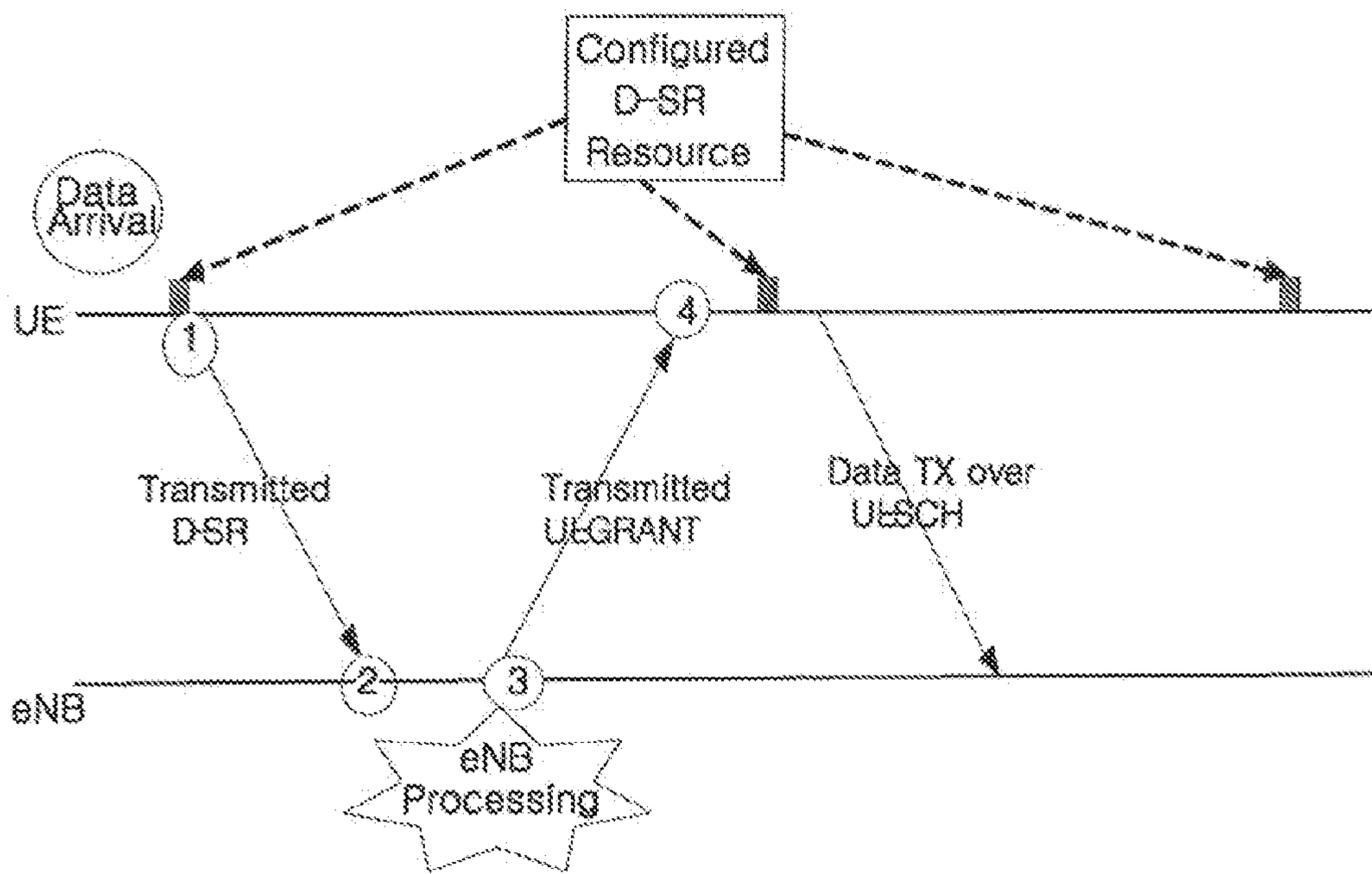 Configured
D-SR
Resource
Data
Arrival
UE
1
4
Transmitted
D-SR
Transmitted
UL-GRANT
Data TX over
UL-SCH
eNB
2
3
eNB
Processing